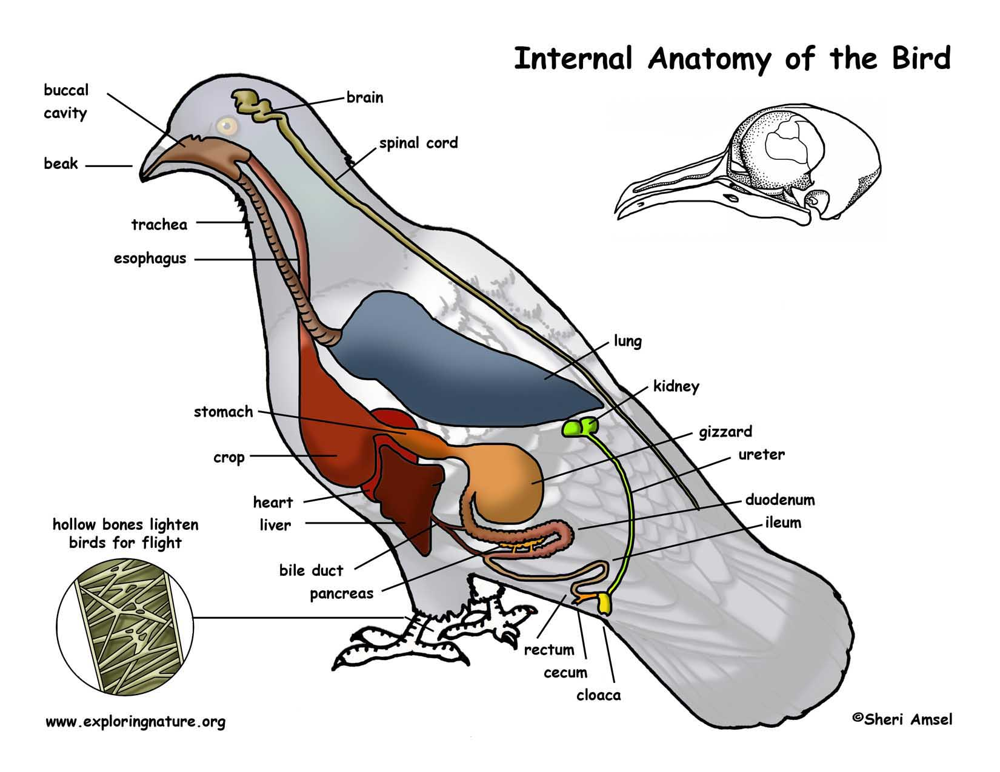 Internal Anatomy of the Bird
buccal
cavity
brain
spinal cord
beak
trachea
esophagus
lung
kidney
stomach
gizzard
ureter
crop
heart
duodenum
liver
ileum
hollow bones lighten
birds for flight
bile duct
pancreas
rectum
cecum
cloaca
www.exploringnature.org
©Sheri Amsel